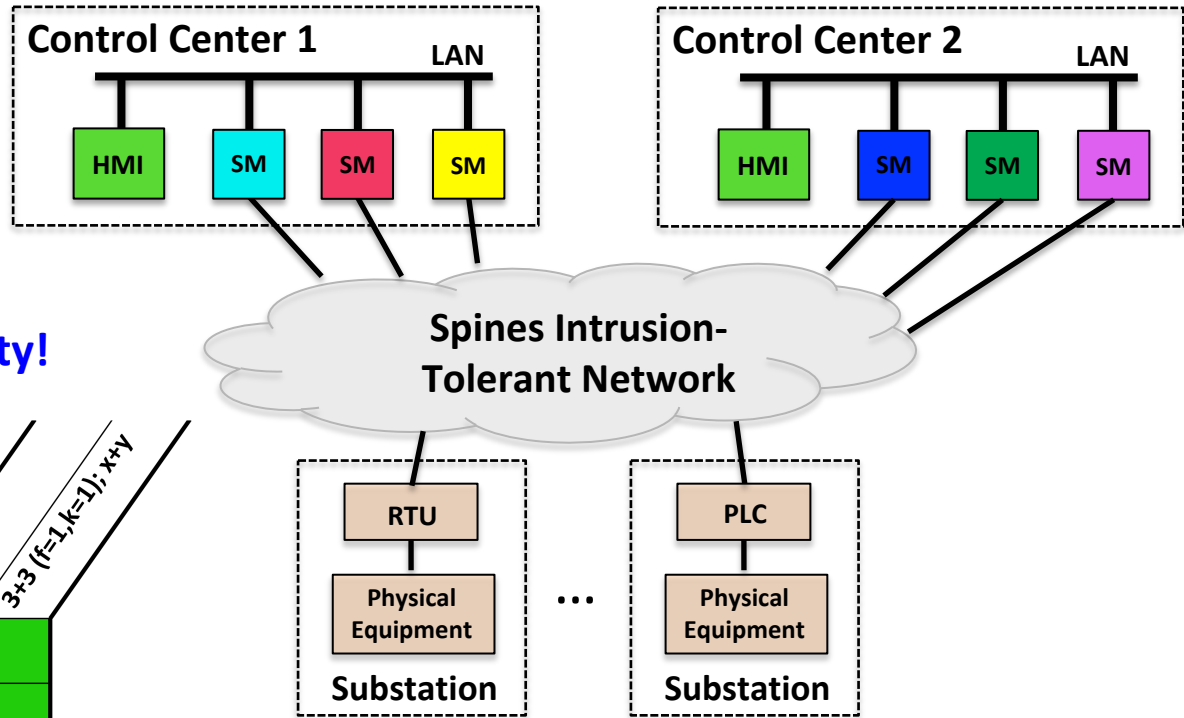 Control Center 1
LAN
HMI
SM
SM
SM
Control Center 2
LAN
HMI
SM
SM
SM
Spines Intrusion-
Tolerant Network
ty!
3+3 (f=1,k=1); x+y
RTU
Physical
Equipment
Substation
...
PLC
Physical
Equipment
Substation